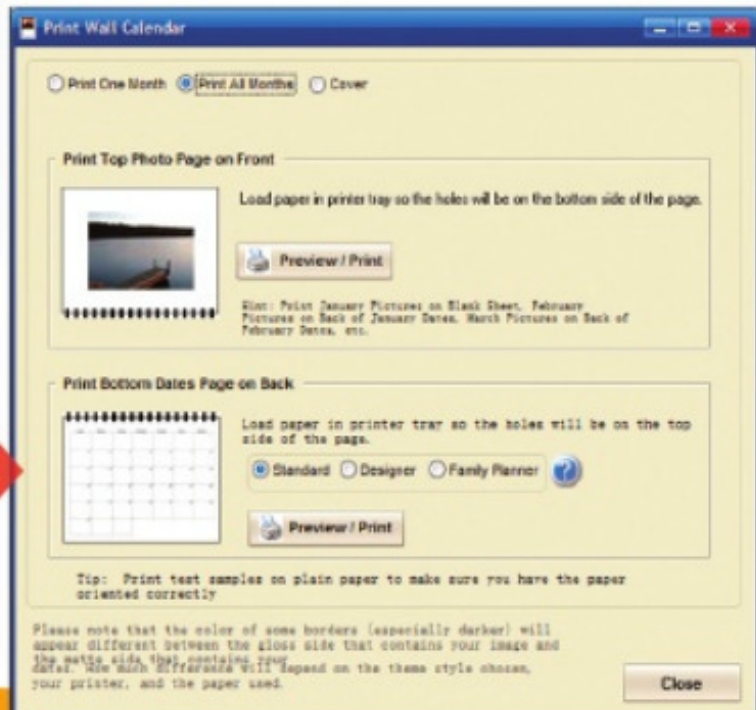 Print Wall Calendar
Print One Month Print All Months Cover
Print Top Photo Page on Front
Load paper in printer tray so the holes will be on the bottom side of the page.
Preview / Print
Hint: Print January Pictures on Blank Sheet, February
Pictures on Back of January Dates, March Pictures on Back of
February Dates, etc.
Print Bottom Dates Page on Back
Load paper in printer tray so the holes will be on the top
side of the page.
Standard Designer Family Planner ?
Preview / Print
Tip: Print test samples on plain paper to make sure you have the paper
oriented correctly
Please note that the color of some borders (especially darker) will
appear different between the gloss side that contains your image and
the matte side that contains your
dates. How much difference will depend on the theme style chosen,
your printer, and the paper used.
Close